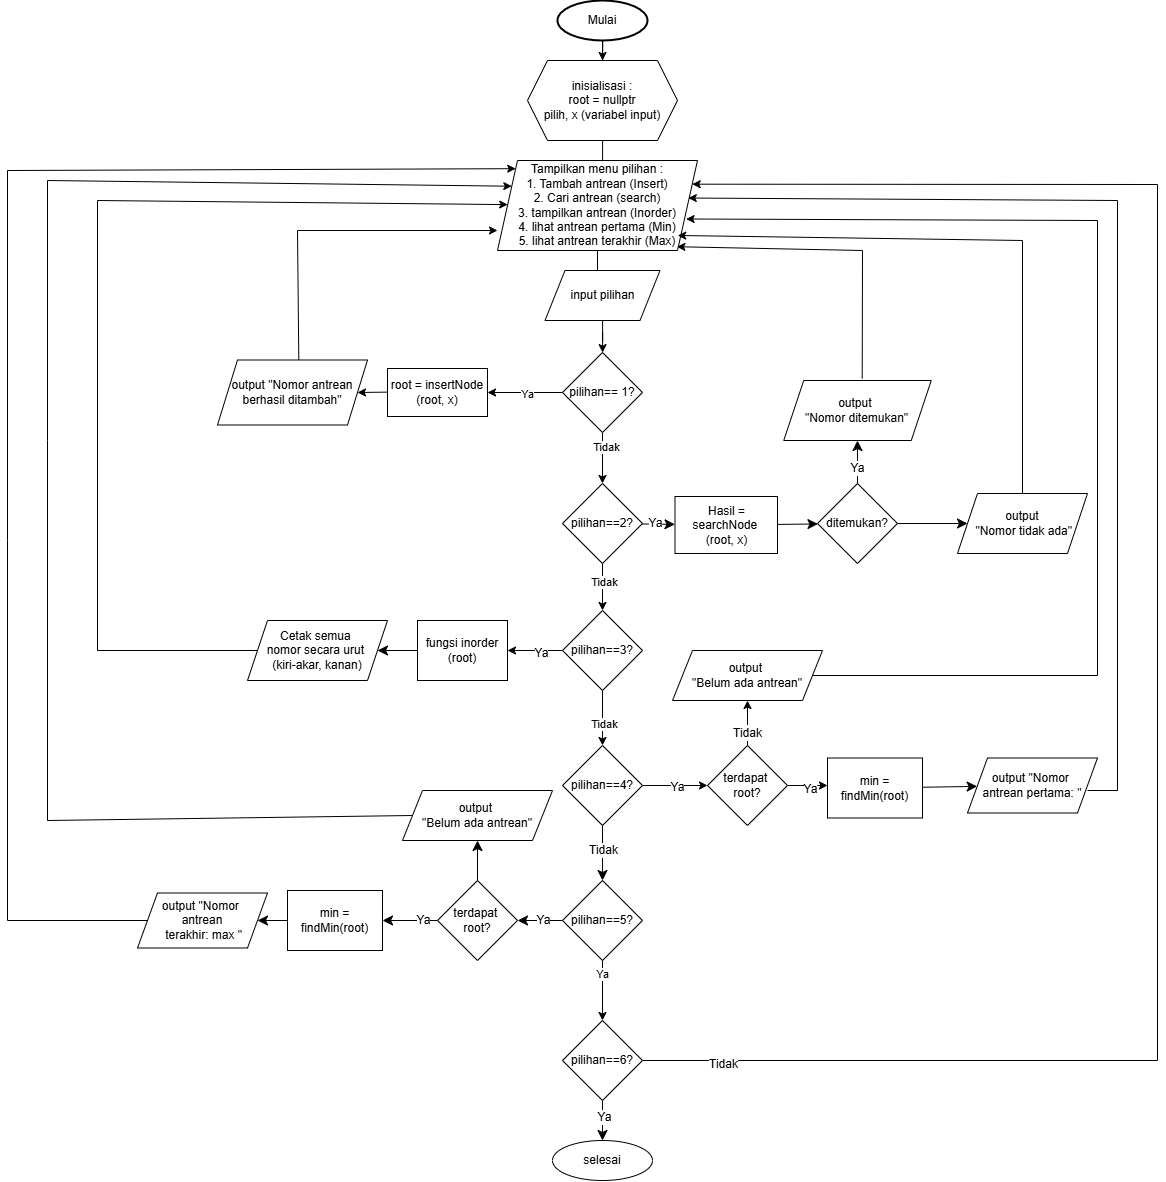 Mulai
inisialisasi :
root = nullptr
pilih, x (variabel input)
Tampilkan menu pilihan :
1. Tambah antrean (Insert)
2. Cari antrean (search)
3. tampilkan antrean (Inorder)
4. lihat antrean pertama (Min)
5. lihat antrean terakhir (Max)
input pilihan
pilihan== 1?
Ya
root = insertNode
(root, x)
output "Nomor antrean
berhasil ditambah"
Tidak
pilihan==2?
Ya
Hasil =
searchNode
(root, x)
ditemukan?
Ya
output
"Nomor ditemukan"
output
"Nomor tidak ada"
Tidak
pilihan==3?
Ya
fungsi inorder
(root)
Cetak semua
nomor secara urut
(kiri-akar, kanan)
Tidak
pilihan==4?
Ya
terdapat
root?
Tidak
output
"Belum ada antrean"
Ya
min =
findMin(root)
output "Nomor
antrean pertama: "
Tidak
pilihan==5?
Ya
terdapat
root?
output
"Belum ada antrean"
Ya
min =
findMin(root)
output "Nomor
antrean
terakhir: max "
Ya
pilihan==6?
Tidak
Ya
selesai